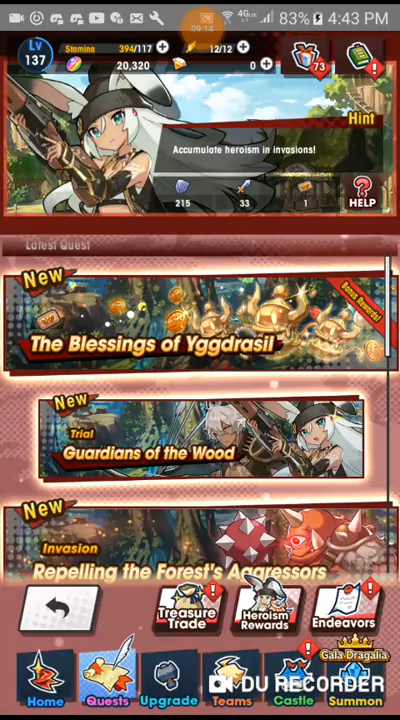 83% 4:43 PM
4G
09:14
Lv
137
Stamina 394/117
12/12
20,320
0
73
Hint
Accumulate heroism in invasions!
215
33
1
HELP
Latest Quest
New
Bonus Rewards!
The Blessings of Yggdrasil
New
Trial
Guardians of the Wood
New
Invasion
Repelling the Forest's Aggressors
Treasure Trade
Heroism Rewards
Endeavors
Gala Dragalia
Home
Quests
Upgrade
Teams
Castle
Summon
DU RECORDER